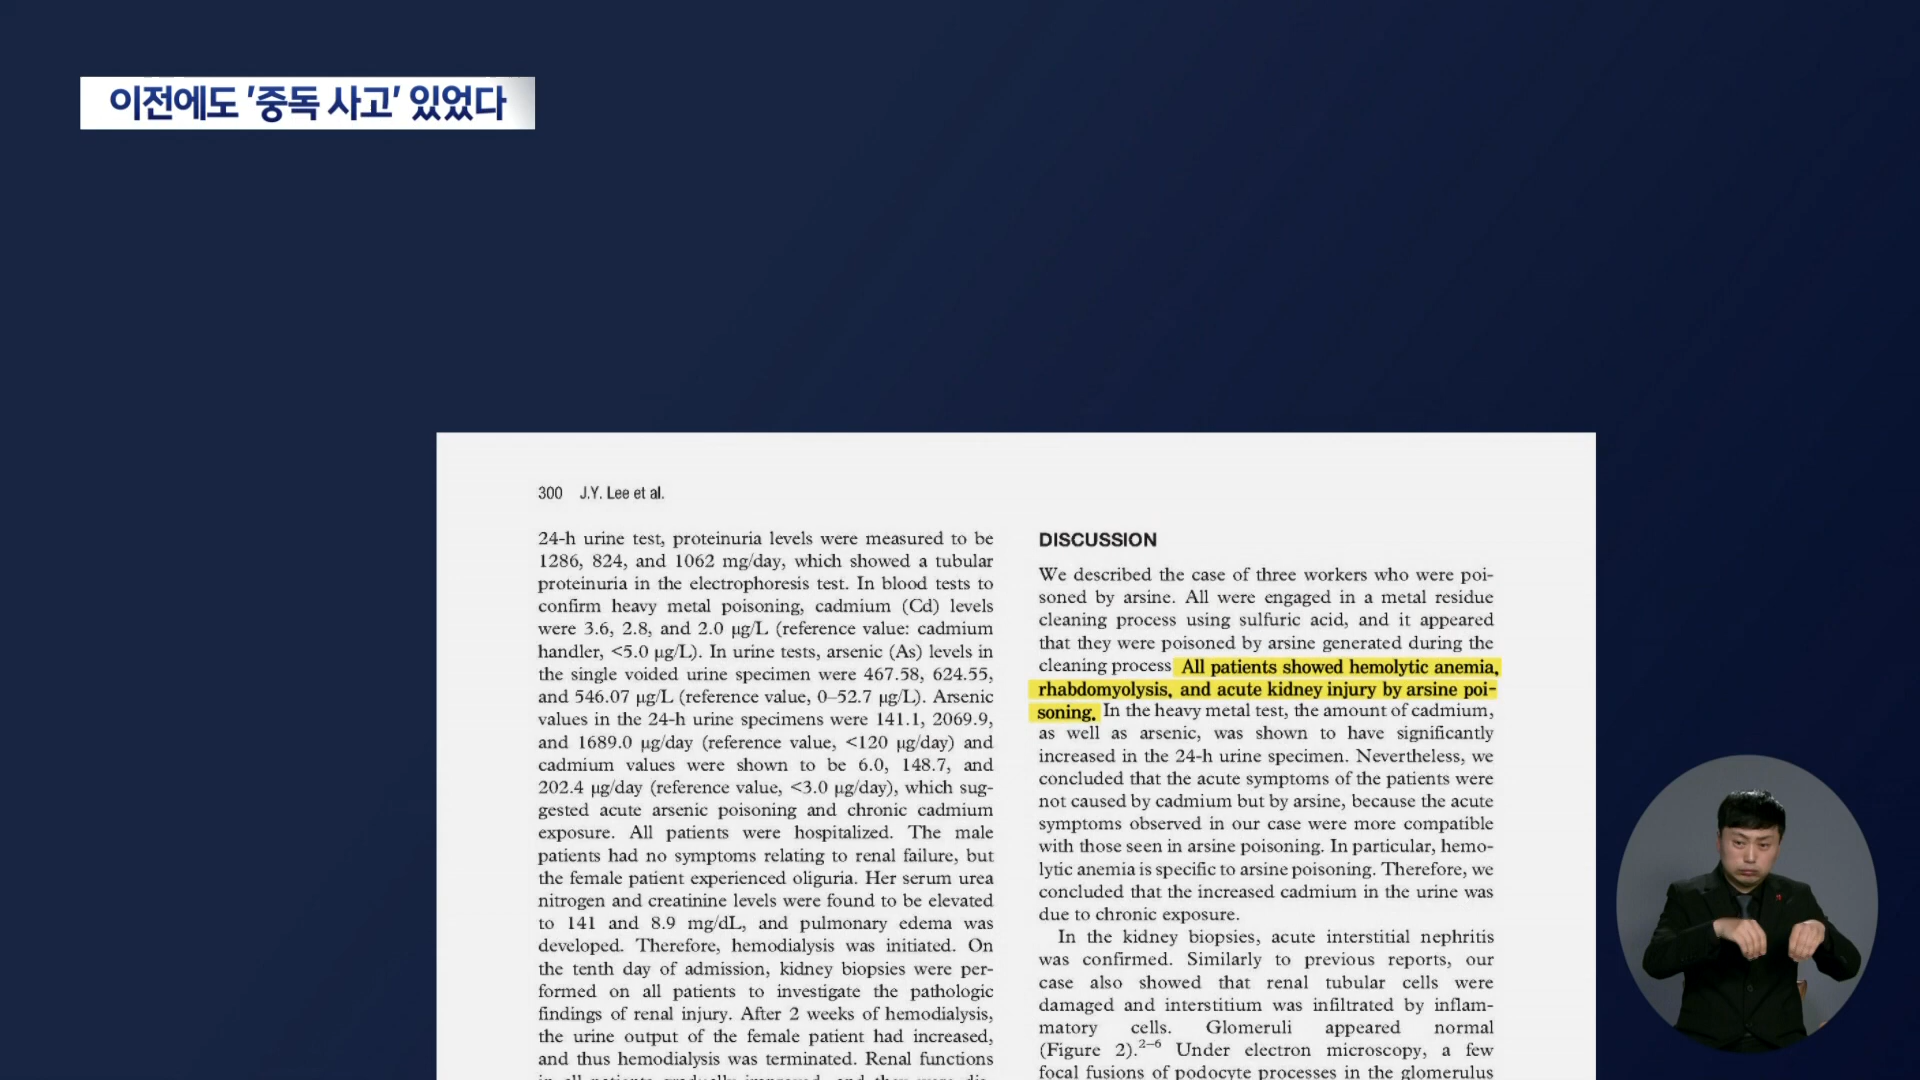 이전에도 '중독 사고' 있었다
300 J.Y. Lee et al.
24-h urine test, proteinuria levels were measured to be
1286, 824, and 1062 mg/day, which showed a tubular
proteinuria in the electrophoresis test. In blood tests to
confirm heavy metal poisoning, cadmium (Cd) levels
were 3.6, 2.8, and 2.0 μg/L (reference value: cadmium
handler, <5.0 μg/L). In urine tests, arsenic (As) levels in
the single voided urine specimen were 467.58, 624.55,
and 546.07 μg/L (reference value, 0–52.7 μg/L). Arsenic
values in the 24-h urine specimens were 141.1, 2069.9,
and 1689.0 μg/day (reference value, <120 μg/day) and
cadmium values were shown to be 6.0, 148.7, and
202.4 μg/day (reference value, <3.0 μg/day), which sug-
gested acute arsenic poisoning and chronic cadmium
exposure. All patients were hospitalized. The male
patients had no symptoms relating to renal failure, but
the female patient experienced oliguria. Her serum urea
nitrogen and creatinine levels were found to be elevated
to 141 and 8.9 mg/dL, and pulmonary edema was
developed. Therefore, hemodialysis was initiated. On
the tenth day of admission, kidney biopsies were per-
formed on all patients to investigate the pathologic
findings of renal injury. After 2 weeks of hemodialysis,
the urine output of the female patient had increased,
and thus hemodialysis was terminated. Renal functions
DISCUSSION
We described the case of three workers who were poi-
soned by arsine. All were engaged in a metal residue
cleaning process using sulfuric acid, and it appeared
that they were poisoned by arsine generated during the
cleaning process All patients showed hemolytic anemia,
rhabdomyolysis, and acute kidney injury by arsine poi-
soning. In the heavy metal test, the amount of cadmium,
as well as arsenic, was shown to have significantly
increased in the 24-h urine specimen. Nevertheless, we
concluded that the acute symptoms of the patients were
not caused by cadmium but by arsine, because the acute
symptoms observed in our case were more compatible
with those seen in arsine poisoning. In particular, hemo-
lytic anemia is specific to arsine poisoning. Therefore, we
concluded that the increased cadmium in the urine was
due to chronic exposure.
In the kidney biopsies, acute interstitial nephritis
was confirmed. Similarly to previous reports, our
case also showed that renal tubular cells were
damaged and interstitium was infiltrated by inflam-
matory cells. Glomeruli appeared normal
(Figure 2).2–6 Under electron microscopy, a few
focal fusions of podocyte processes in the glomerulus